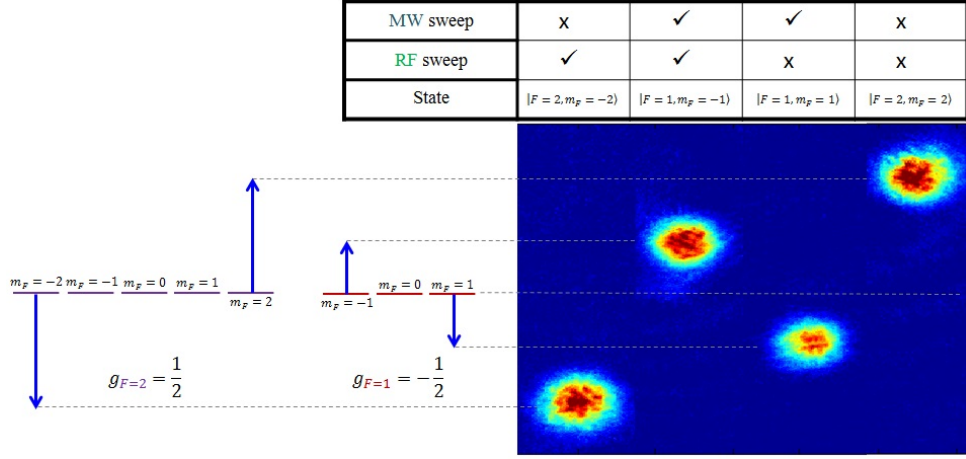 MW sweep x ✓ ✓ x
RF sweep ✓ ✓ x x
State |F = 2, m_F = −2⟩ |F = 1, m_F = −1⟩ |F = 1, m_F = 1⟩ |F = 2, m_F = 2⟩
m_F = −2 m_F = −1 m_F = 0 m_F = 1 m_F = 2
m_F = −1 m_F = 0 m_F = 1
g_{F=2} = 1/2
g_{F=1} = −1/2